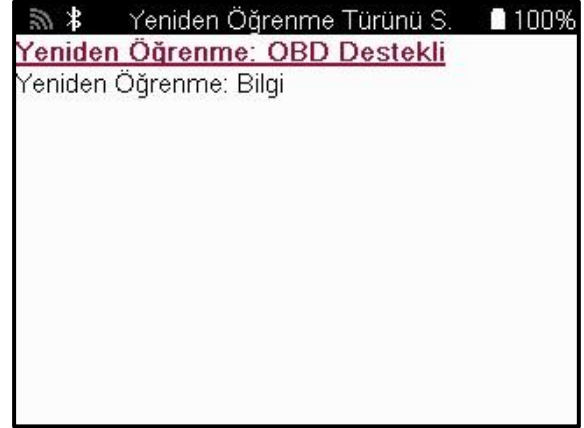 Yeniden Öğrenme Türünü S. 100%
Yeniden Öğrenme: OBD Destekli
Yeniden Öğrenme: Bilgi